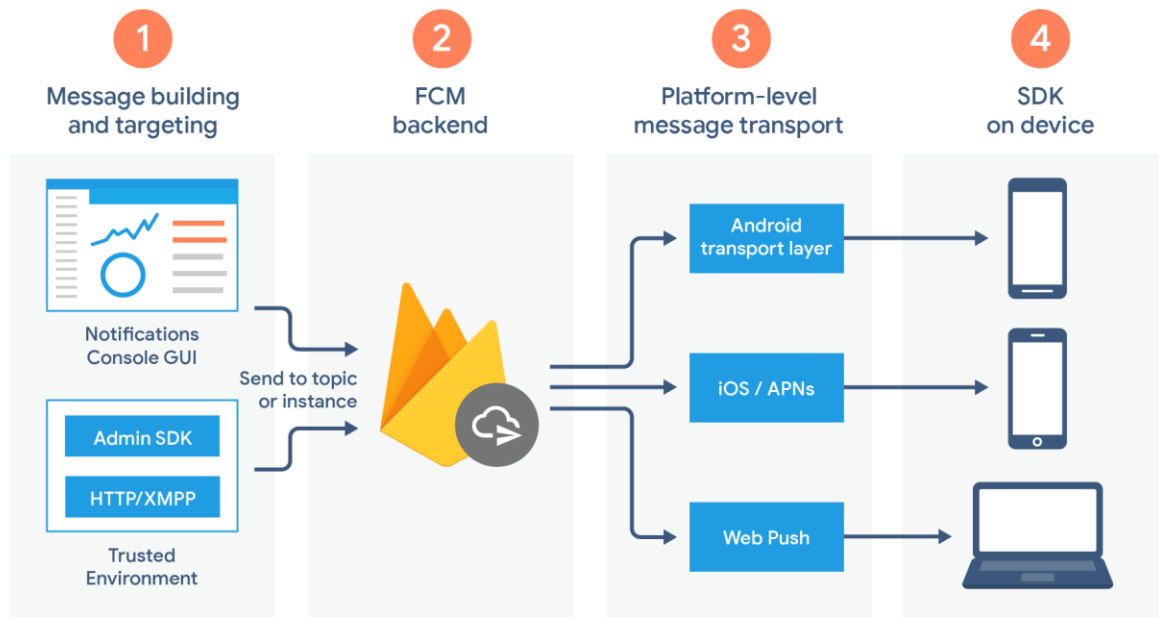 1
Message building
and targeting
2
FCM
backend
3
Platform-level
message transport
4
SDK
on device
Notifications
Console GUI
Send to topic
or instance
Admin SDK
HTTP/XMPP
Trusted
Environment
Android
transport layer
iOS / APNs
Web Push